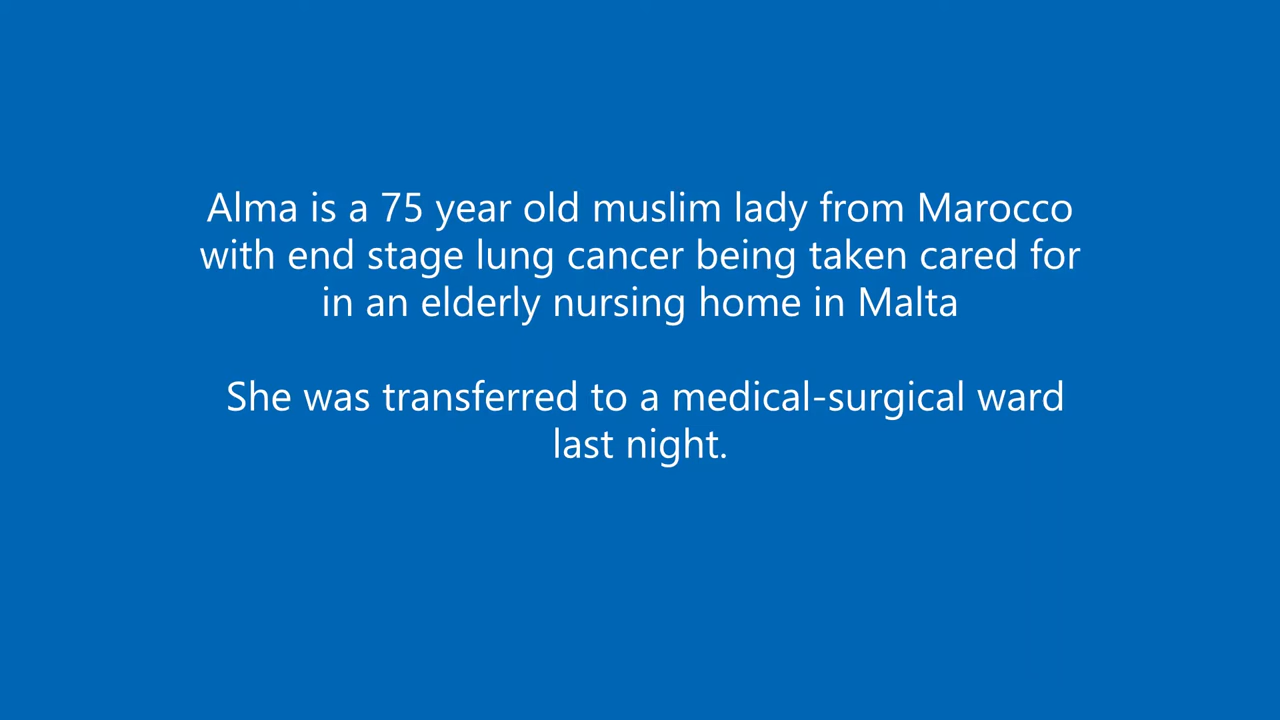 Alma is a 75 year old muslim lady from Marocco
with end stage lung cancer being taken cared for
in an elderly nursing home in Malta
She was transferred to a medical-surgical ward
last night.